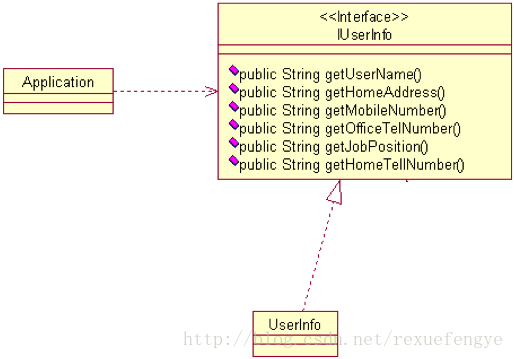 <<Interface>>
IUserInfo
Application
public String getUserName()
public String getHomeAddress()
public String getMobileNumber()
public String getOfficeTelNumber()
public String getJobPosition()
public String getHomeTellNumber()
UserInfo
http://blog.csdn.net/rexuefengye